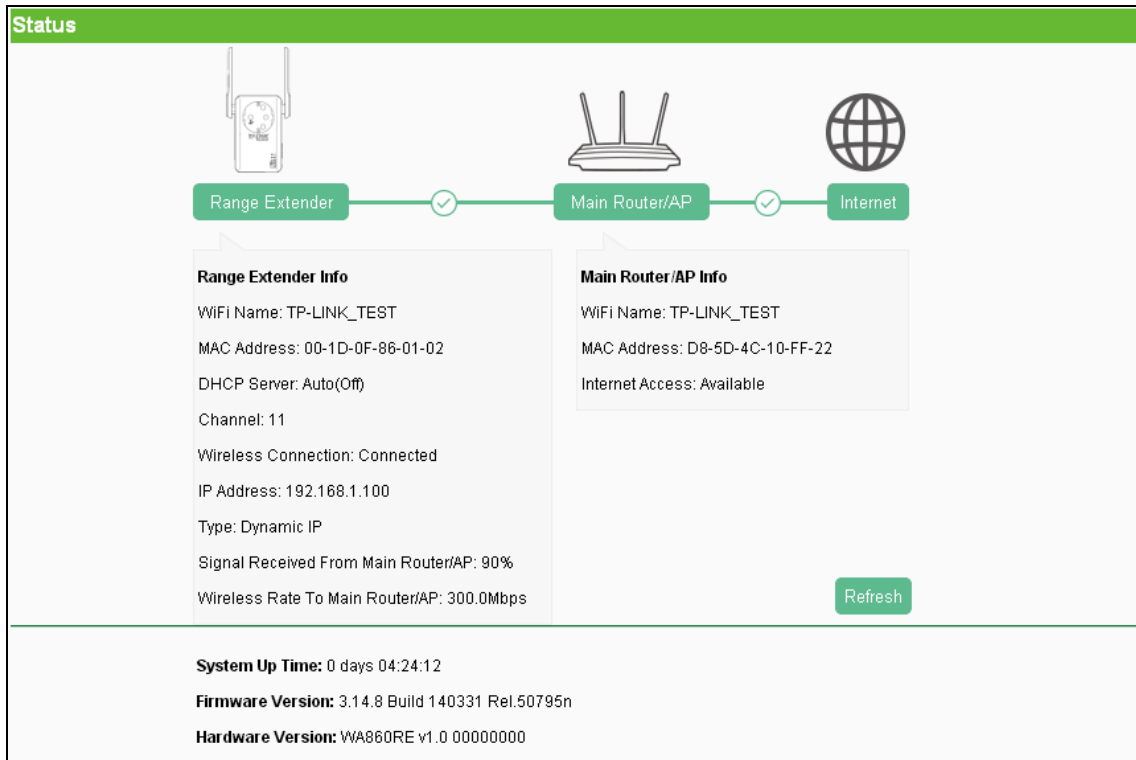 Status
Range Extender
Main Router/AP
Internet
Range Extender Info
WiFi Name: TP-LINK_TEST
MAC Address: 00-1D-0F-86-01-02
DHCP Server: Auto(Off)
Channel: 11
Wireless Connection: Connected
IP Address: 192.168.1.100
Type: Dynamic IP
Signal Received From Main Router/AP: 90%
Wireless Rate To Main Router/AP: 300.0Mbps
Main Router/AP Info
WiFi Name: TP-LINK_TEST
MAC Address: D8-5D-4C-10-FF-22
Internet Access: Available
Refresh
System Up Time: 0 days 04:24:12
Firmware Version: 3.14.8 Build 140331 Rel.50795n
Hardware Version: WA860RE v1.0 00000000